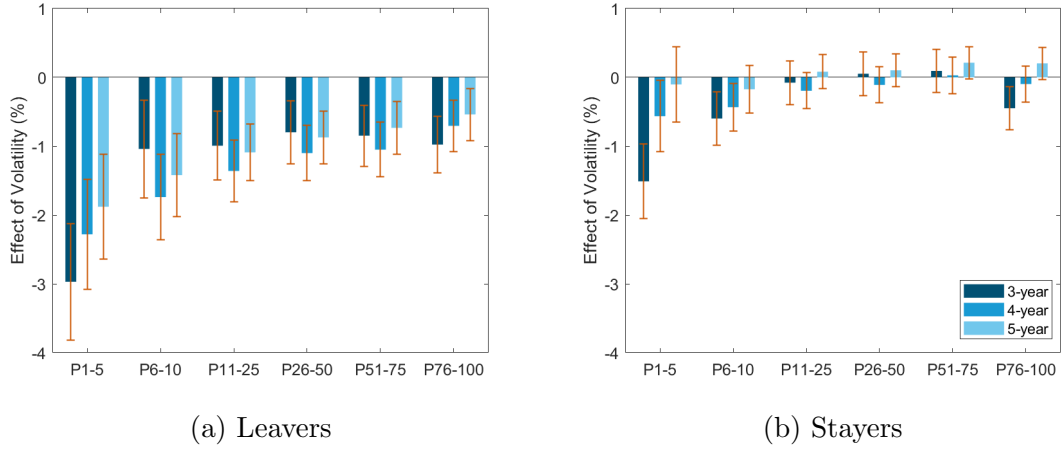 1
0
-1
-2
-3
-4
Effect of Volatility (%)
P1-5 P6-10 P11-25 P26-50 P51-75 P76-100
(a) Leavers
1
0
-1
-2
-3
-4
Effect of Volatility (%)
3-year
4-year
5-year
P1-5 P6-10 P11-25 P26-50 P51-75 P76-100
(b) Stayers